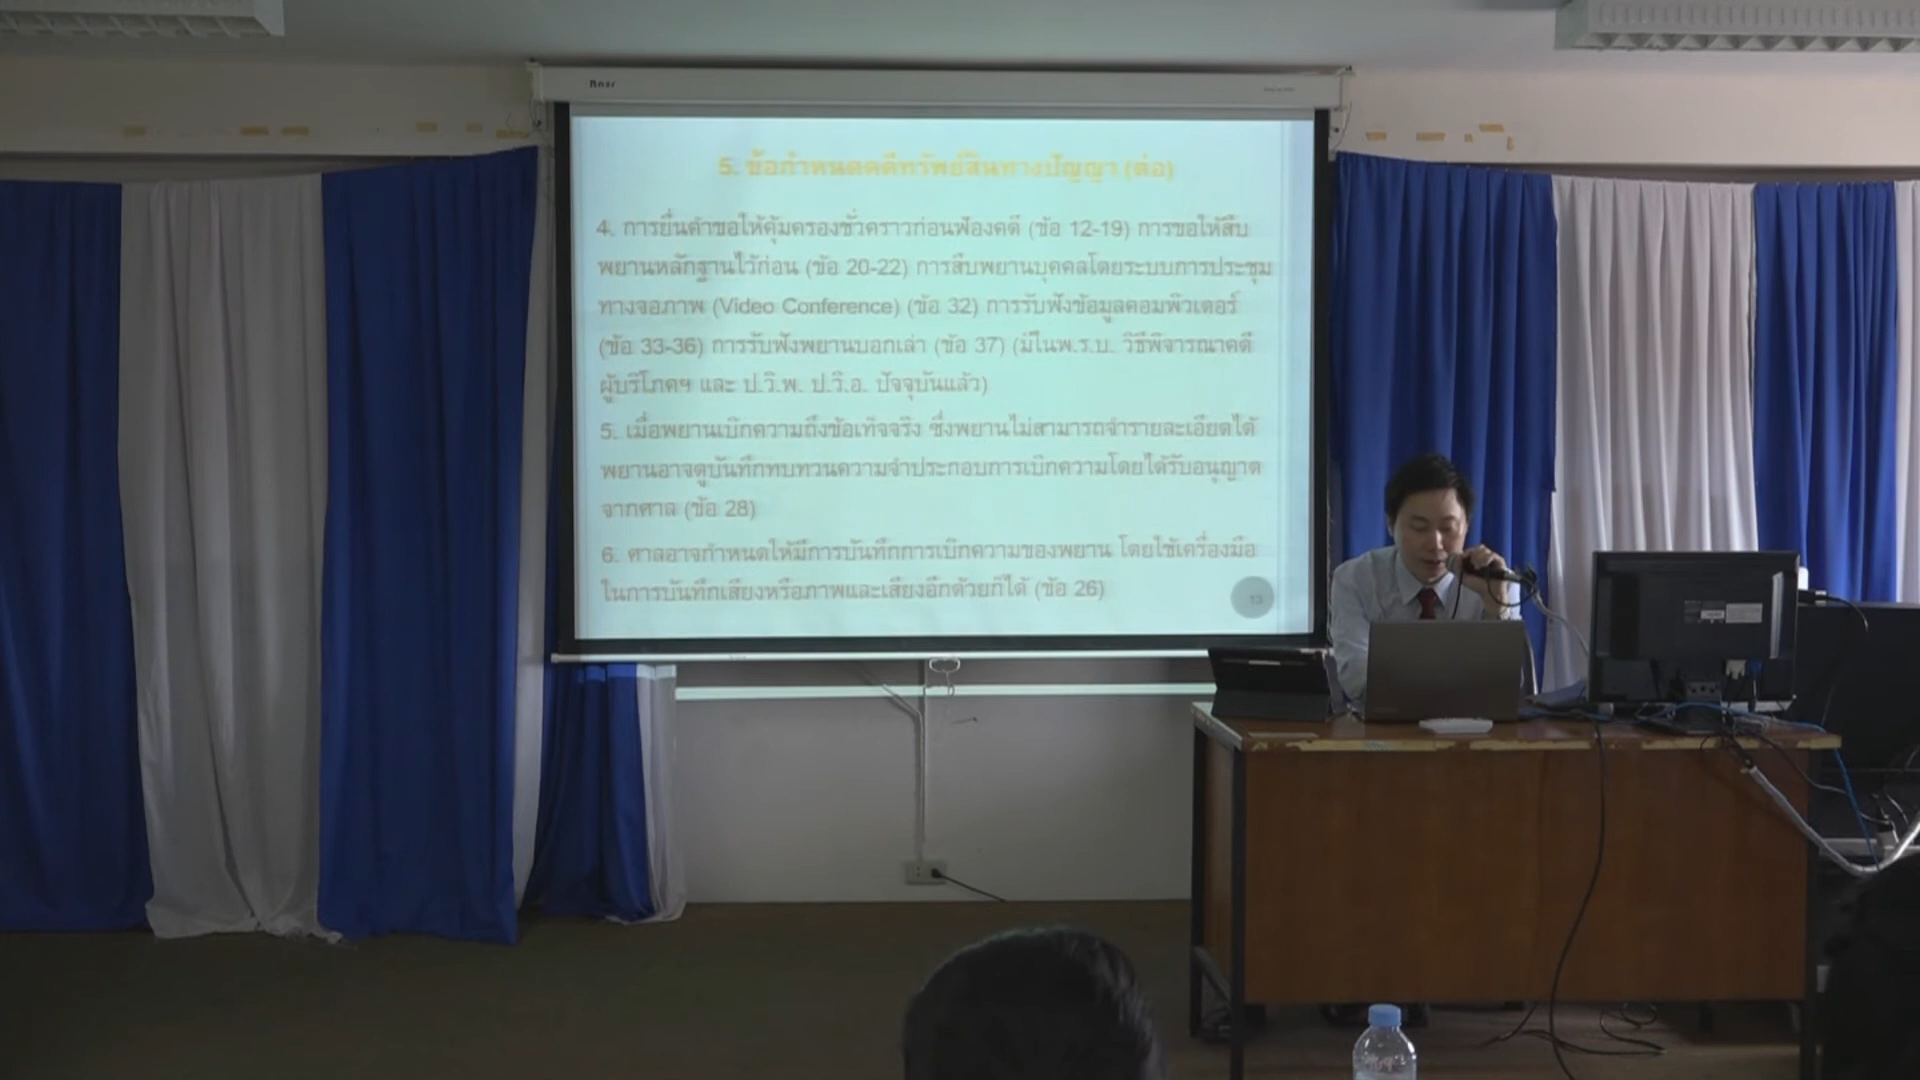 5. ข้อกำหนดคดีทรัพย์สินทางปัญญา (ต่อ)
4. การยื่นคำขอให้คุ้มครองชั่วคราวก่อนฟ้องคดี (ข้อ 12-19) การขอให้สืบ
พยานหลักฐานไว้ก่อน (ข้อ 20-22) การสืบพยานบุคคลโดยระบบการประชุม
ทางจอภาพ (Video Conference) (ข้อ 32) การรับฟังข้อมูลคอมพิวเตอร์
(ข้อ 33-36) การรับฟังพยานบอกเล่า (ข้อ 37) (มีในพ.ร.บ. วิธีพิจารณาคดี
ผู้บริโภคฯ และ ป.วิ.พ. ป.วิ.อ. ปัจจุบันแล้ว)
5. เมื่อพยานเบิกความถึงข้อเท็จจริง ซึ่งพยานไม่สามารถจำรายละเอียดได้
พยานอาจดูบันทึกทบทวนความจำประกอบการเบิกความโดยได้รับอนุญาต
จากศาล (ข้อ 28)
6. ศาลอาจกำหนดให้มีการบันทึกการเบิกความของพยาน โดยใช้เครื่องมือ
ในการบันทึกเสียงหรือภาพและเสียงอีกด้วยก็ได้ (ข้อ 26)
13